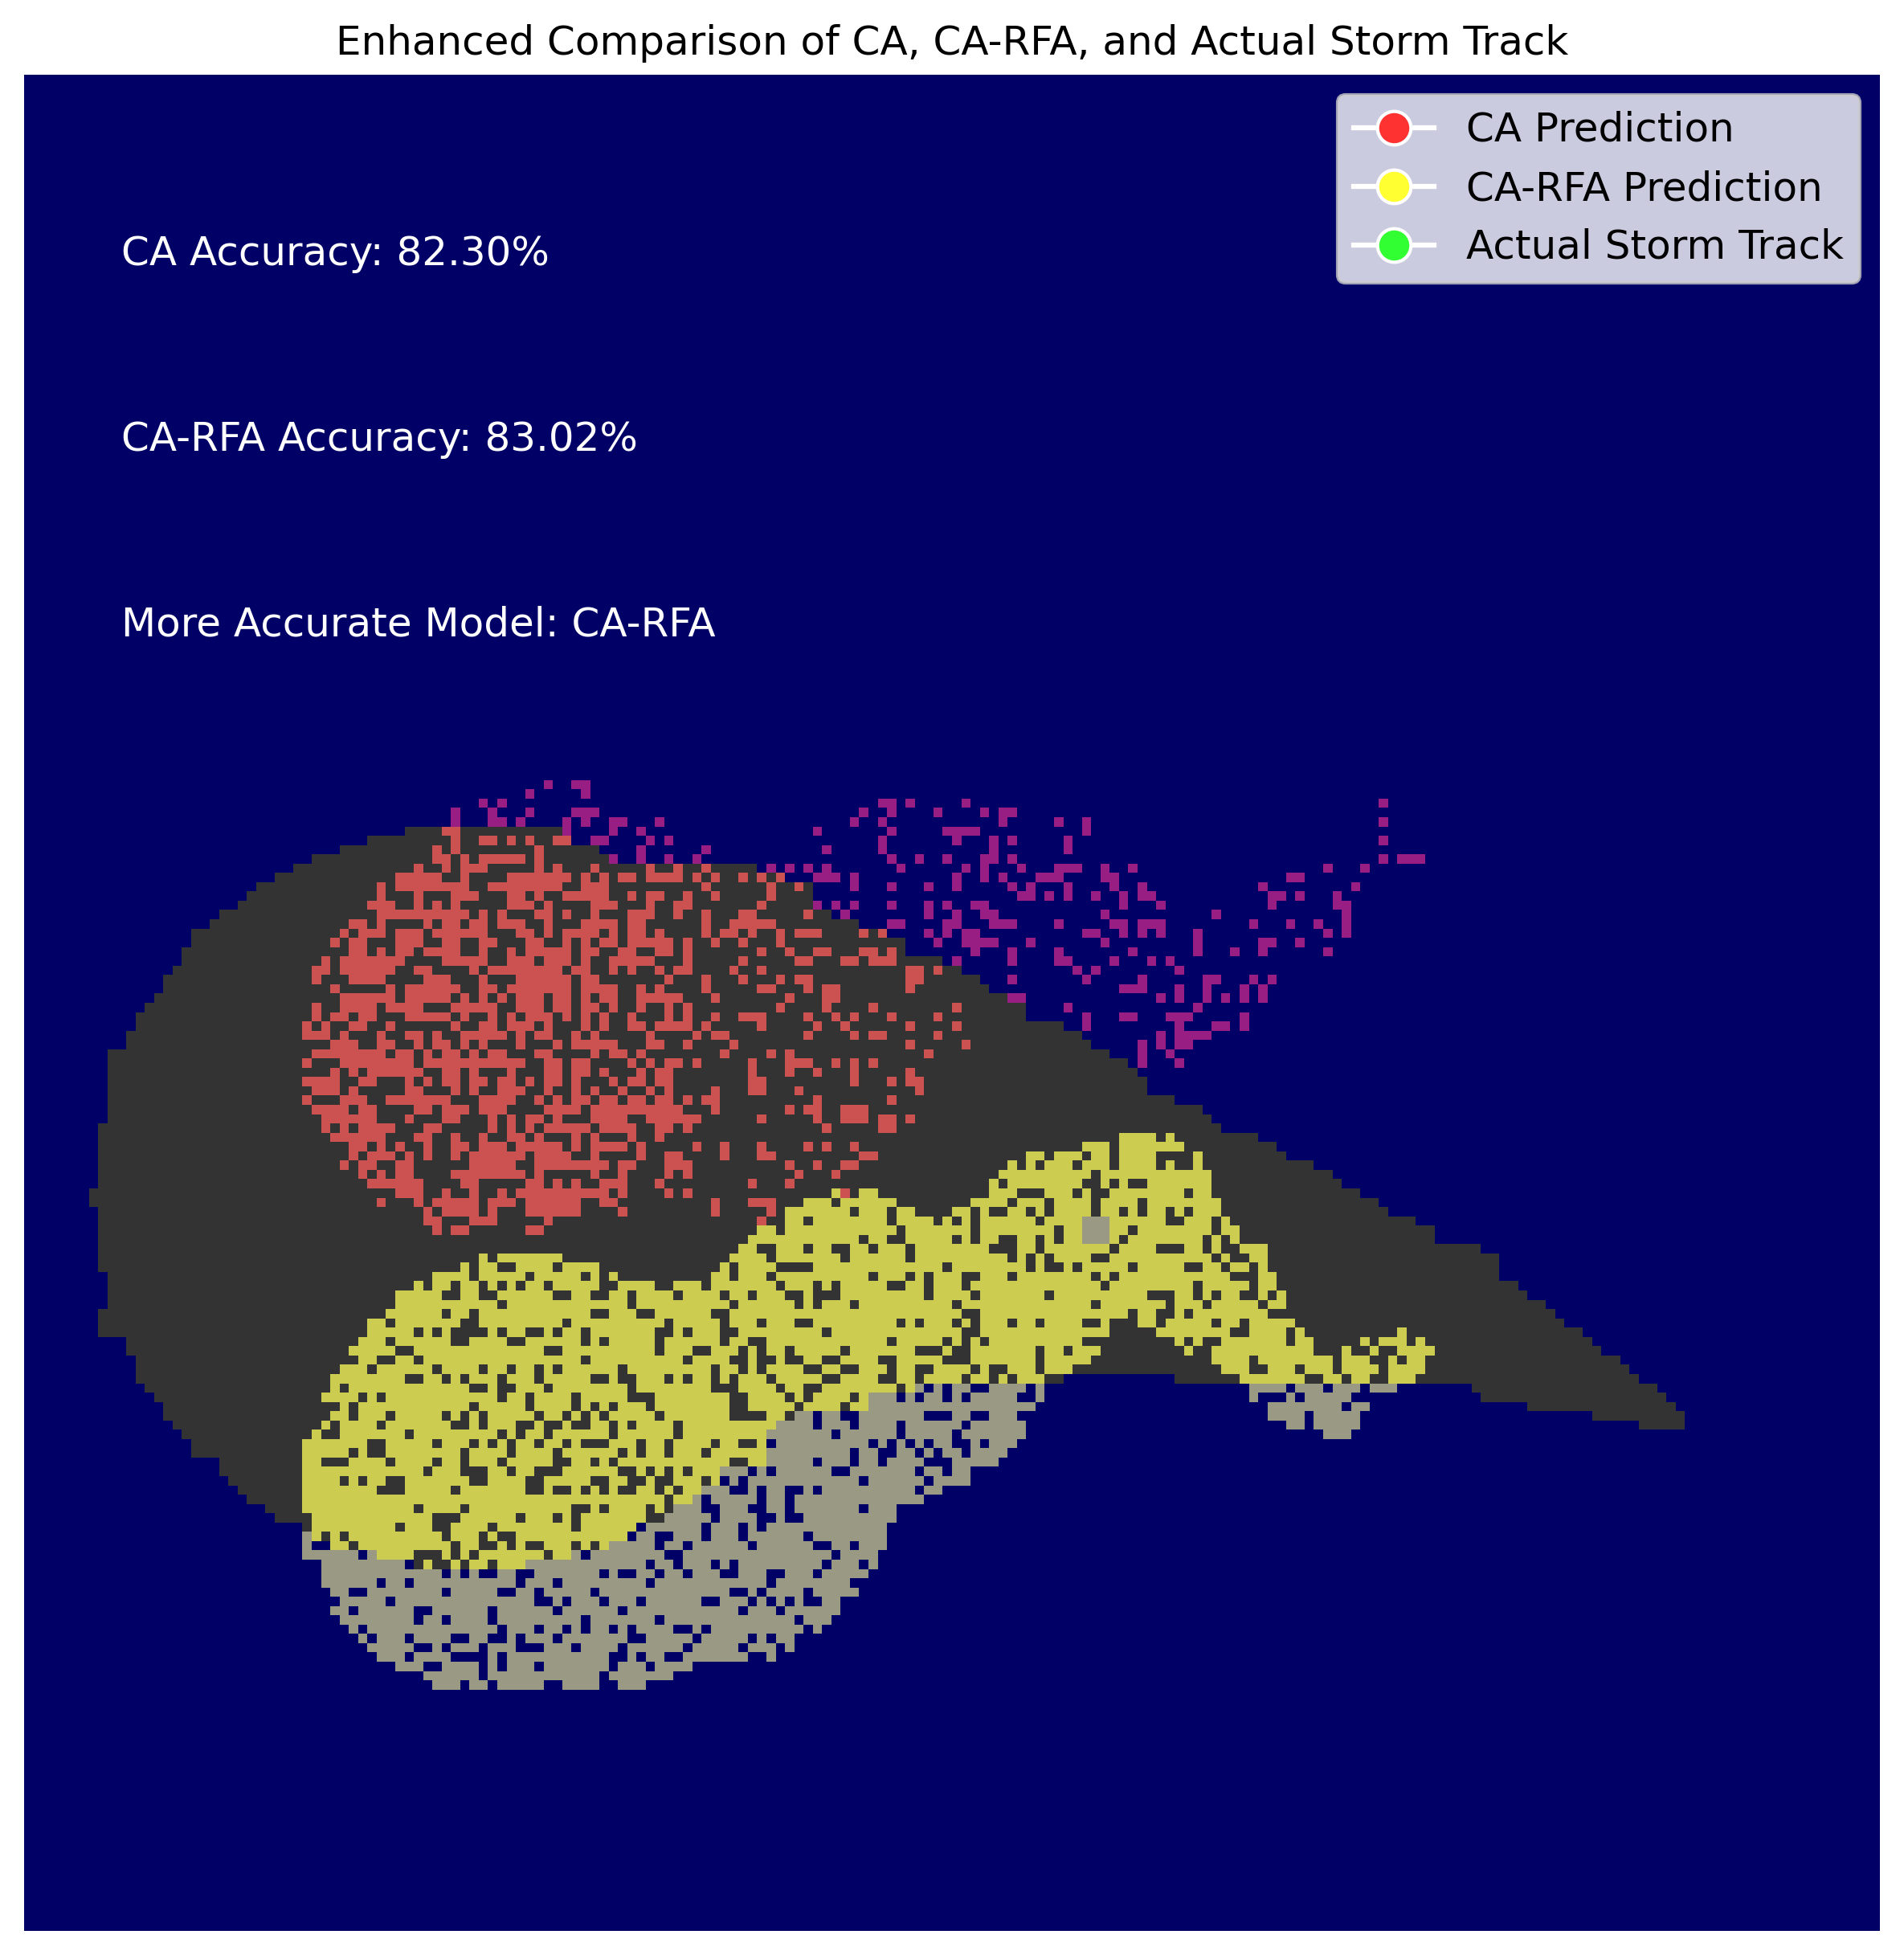 Enhanced Comparison of CA, CA-RFA, and Actual Storm Track
CA Prediction
CA-RFA Prediction
Actual Storm Track
CA Accuracy: 82.30%
CA-RFA Accuracy: 83.02%
More Accurate Model: CA-RFA